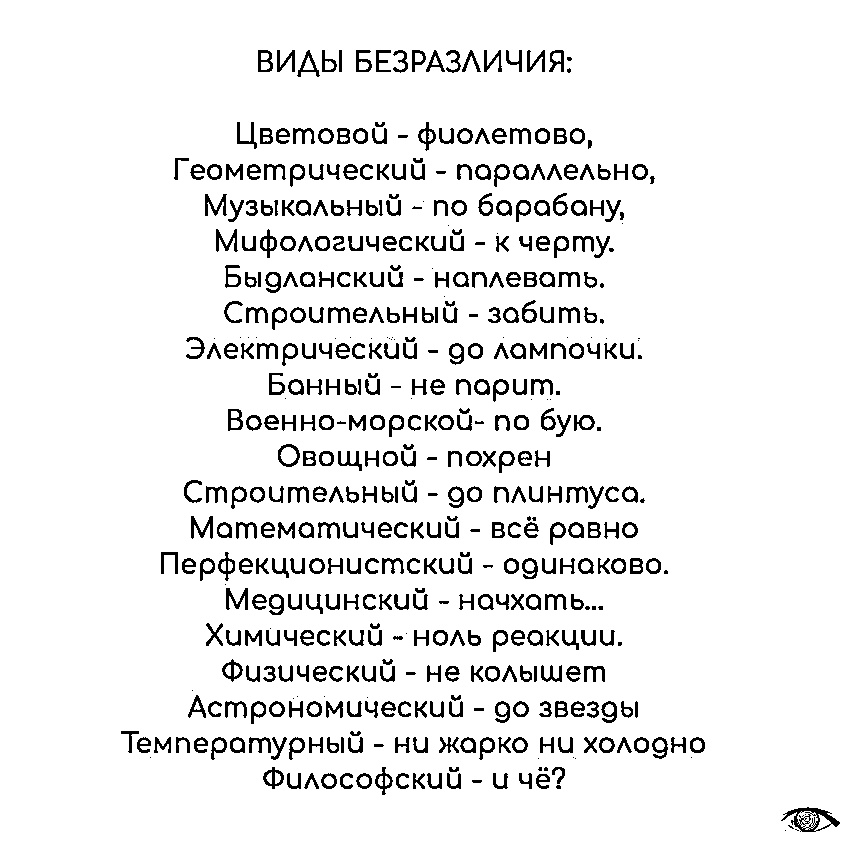 ВИДЫ БЕЗРАЗЛИЧИЯ:
Цветовой - фиолетово,
Геометрический - параллельно,
Музыкальный - по барабану,
Мифологический - к черту.
Быдланский - наплевать.
Строительный - забить.
Электрический - до лампочки.
Банный - не парит.
Военно-морской- по бую.
Овощной - похрен
Строительный - до плинтуса.
Математический - всё равно
Перфекционистский - одинаково.
Медицинский - начхать...
Химический - ноль реакции.
Физический - не колышет
Астрономический - до звезды
Температурный - ни жарко ни холодно
Философский - и чё?